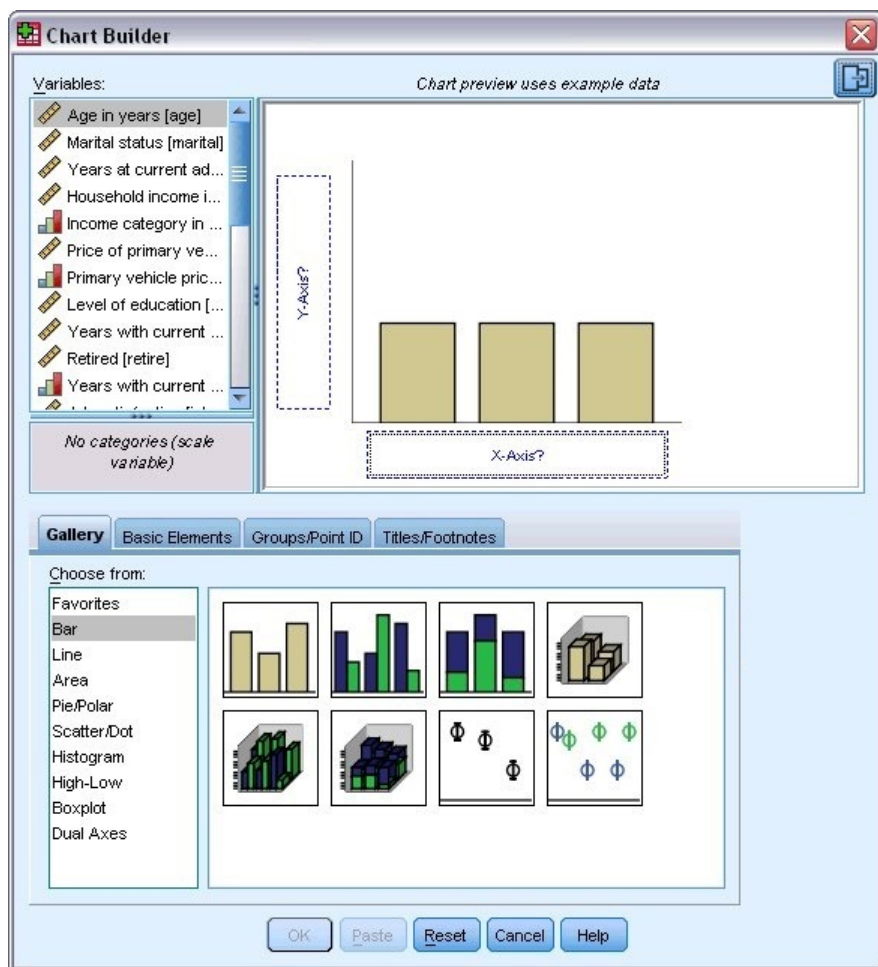 Chart Builder
Variables:
Chart preview uses example data
Age in years [age]
Marital status [marital]
Years at current ad...
Household income i...
Income category in ...
Price of primary ve...
Primary vehicle pric...
Level of education [...
Years with current ...
Retired [retire]
Years with current ...
No categories (scale
variable)
Y-Axis?
X-Axis?
Gallery
Basic Elements
Groups/Point ID
Titles/Footnotes
Choose from:
Favorites
Bar
Line
Area
Pie/Polar
Scatter/Dot
Histogram
High-Low
Boxplot
Dual Axes
OK
Paste
Reset
Cancel
Help